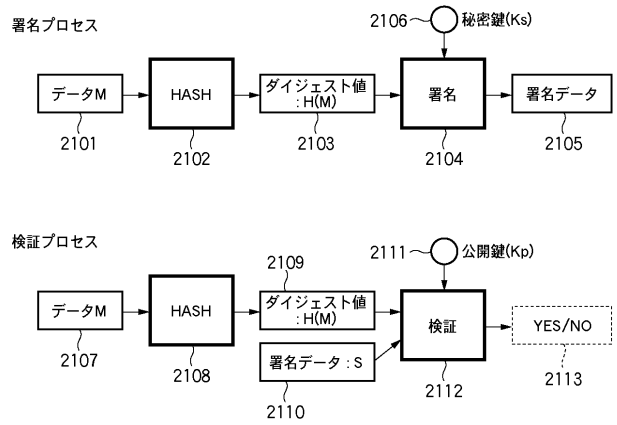 署名プロセス
2106
秘密鍵(Ks)
データM
HASH
ダイジェスト値
: H(M)
署名
署名データ
2101
2102
2103
2104
2105
検証プロセス
2111
公開鍵(Kp)
2109
データM
HASH
ダイジェスト値
: H(M)
検証
YES/NO
署名データ : S
2107
2108
2110
2112
2113